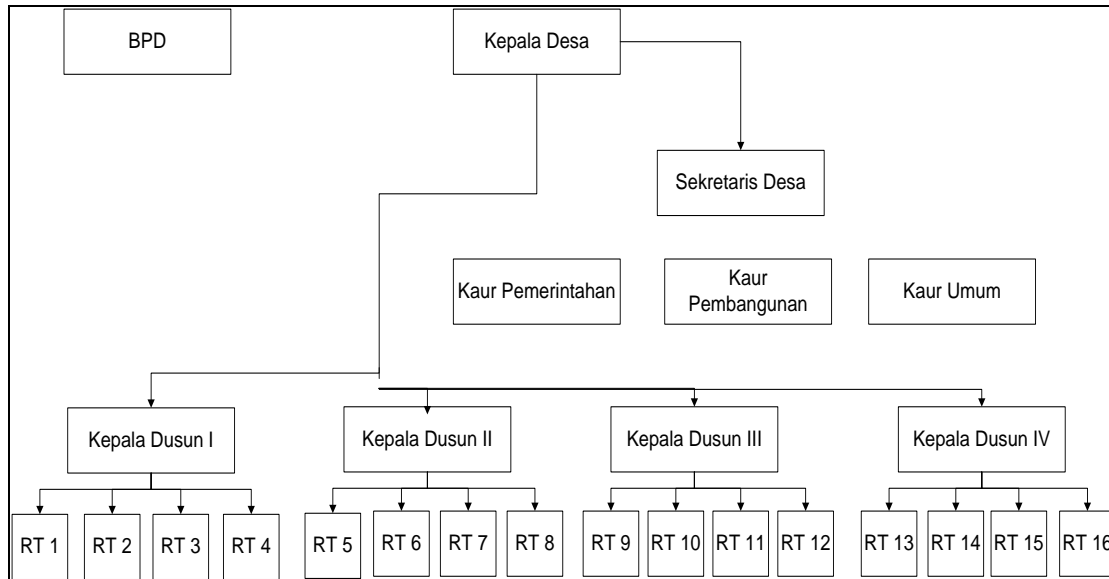 BPD
Kepala Desa
Sekretaris Desa
Kaur Pemerintahan
Kaur
Pembangunan
Kaur Umum
Kepala Dusun I
Kepala Dusun II
Kepala Dusun III
Kepala Dusun IV
RT 1
RT 2
RT 3
RT 4
RT 5
RT 6
RT 7
RT 8
RT 9
RT 10
RT 11
RT 12
RT 13
RT 14
RT 15
RT 16